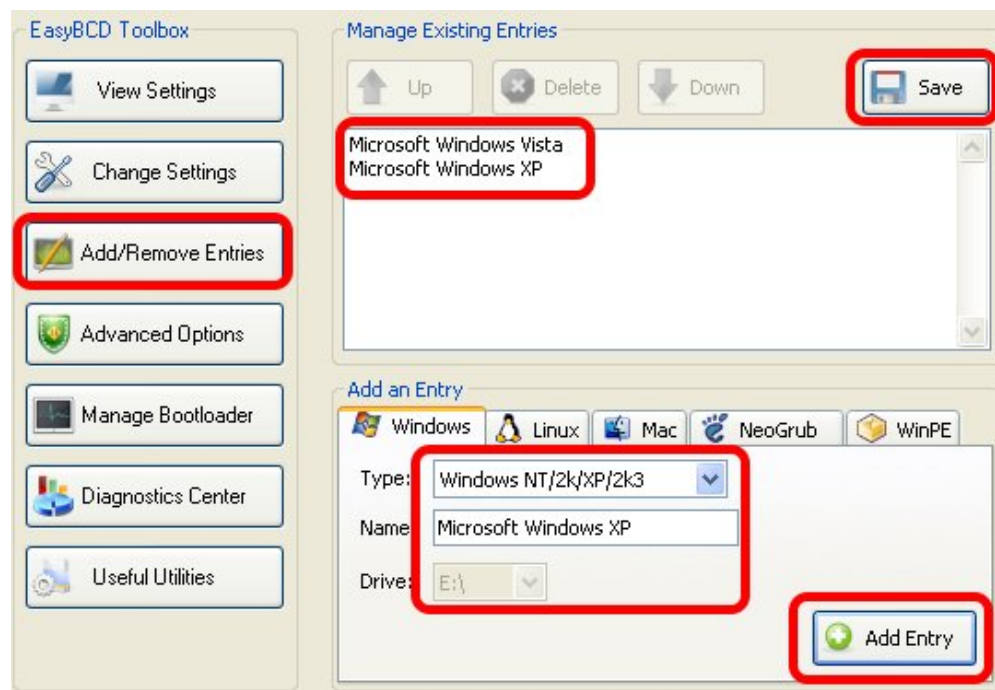 EasyBCD Toolbox
View Settings
Change Settings
Add/Remove Entries
Advanced Options
Manage Bootloader
Diagnostics Center
Useful Utilities
Manage Existing Entries
Up Delete Down Save
Microsoft Windows Vista
Microsoft Windows XP
Add an Entry
Windows Linux Mac NeoGrub WinPE
Type: Windows NT/2k/XP/2k3
Name Microsoft Windows XP
Drive: E:\
Add Entry